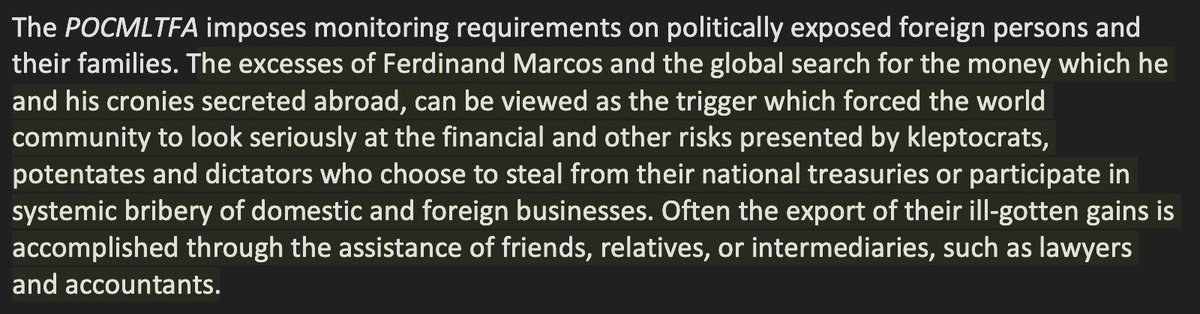 The POCMLTFA imposes monitoring requirements on politically exposed foreign persons and
their families. The excesses of Ferdinand Marcos and the global search for the money which he
and his cronies secreted abroad, can be viewed as the trigger which forced the world
community to look seriously at the financial and other risks presented by kleptocrats,
potentates and dictators who choose to steal from their national treasuries or participate in
systemic bribery of domestic and foreign businesses. Often the export of their ill-gotten gains is
accomplished through the assistance of friends, relatives, or intermediaries, such as lawyers
and accountants.